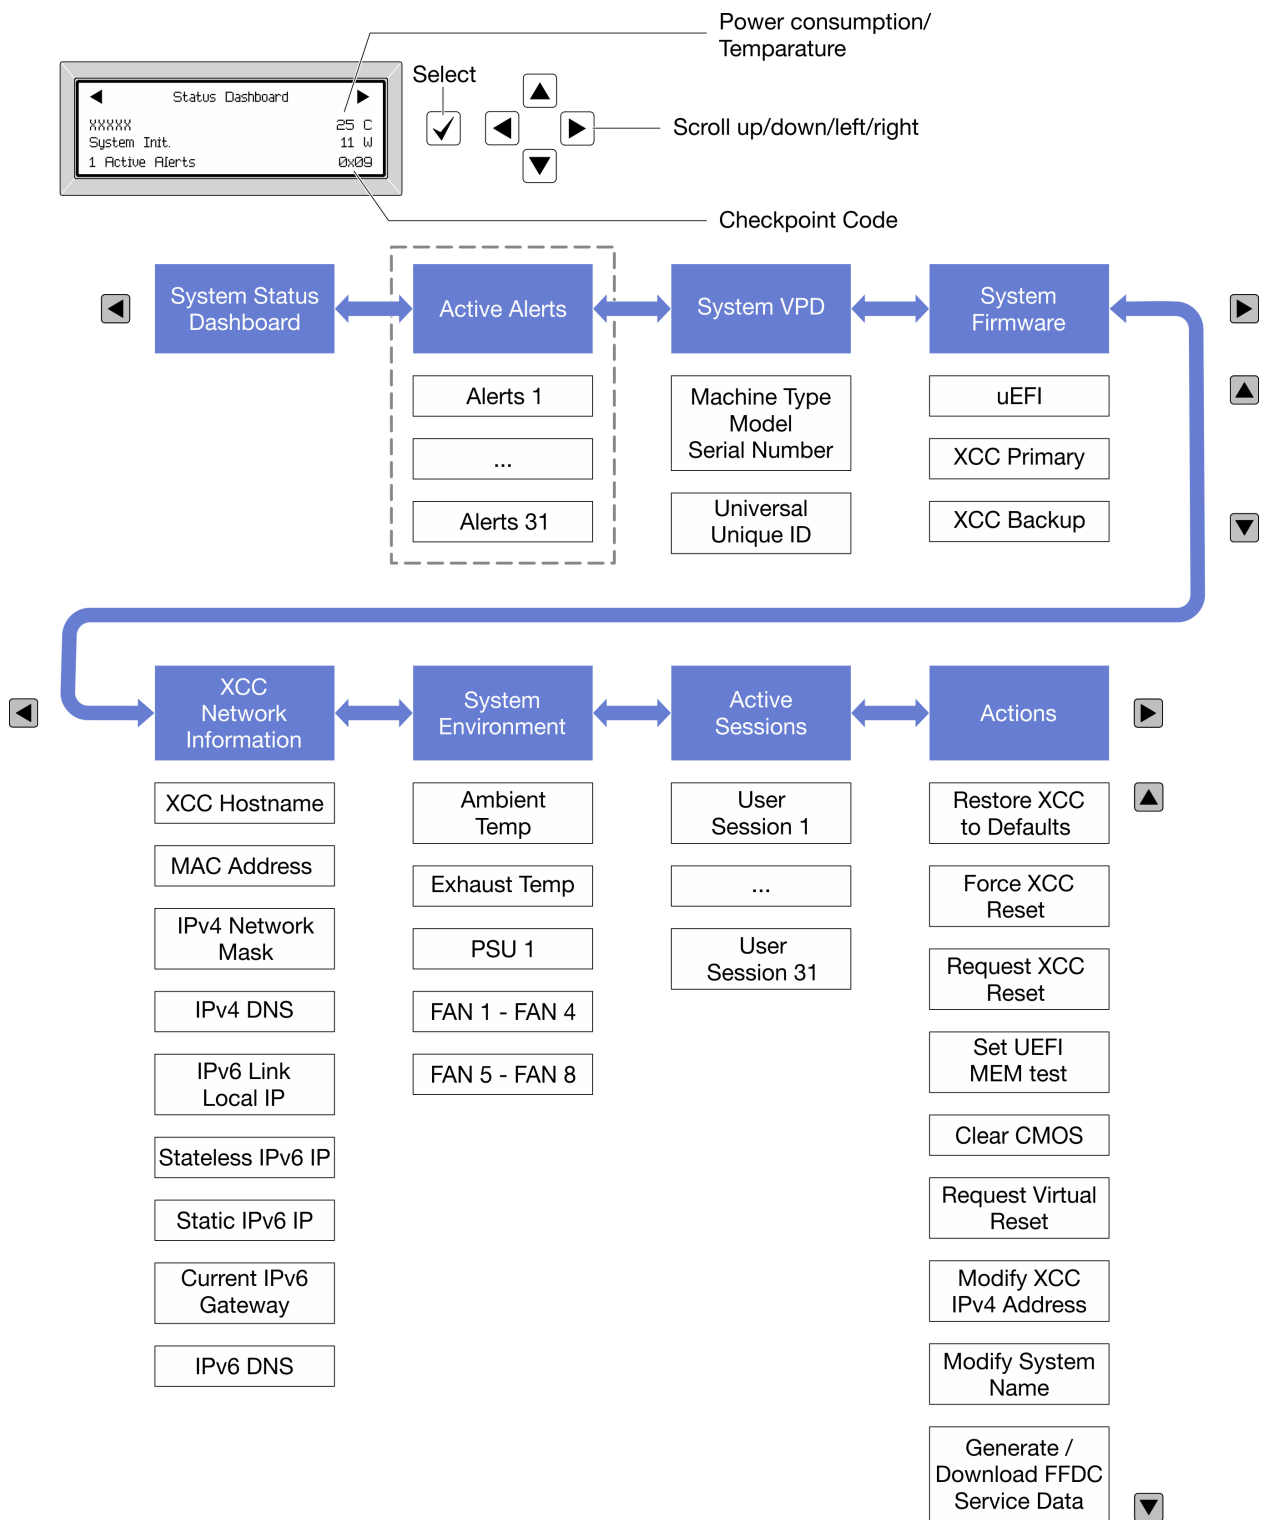 Power consumption/
Temparature
Select
Status Dashboard
XXXXX 25 C
System Init. 11 W
1 Active Alerts 0x09
Scroll up/down/left/right
Checkpoint Code
System Status
Dashboard
Active Alerts
System VPD
System
Firmware
Alerts 1
...
Alerts 31
Machine Type
Model
Serial Number
Universal
Unique ID
uEFI
XCC Primary
XCC Backup
XCC
Network
Information
System
Environment
Active
Sessions
Actions
XCC Hostname
MAC Address
IPv4 Network
Mask
IPv4 DNS
IPv6 Link
Local IP
Stateless IPv6 IP
Static IPv6 IP
Current IPv6
Gateway
IPv6 DNS
Ambient
Temp
Exhaust Temp
PSU 1
FAN 1 - FAN 4
FAN 5 - FAN 8
User
Session 1
...
User
Session 31
Restore XCC
to Defaults
Force XCC
Reset
Request XCC
Reset
Set UEFI
MEM test
Clear CMOS
Request Virtual
Reset
Modify XCC
IPv4 Address
Modify System
Name
Generate /
Download FFDC
Service Data